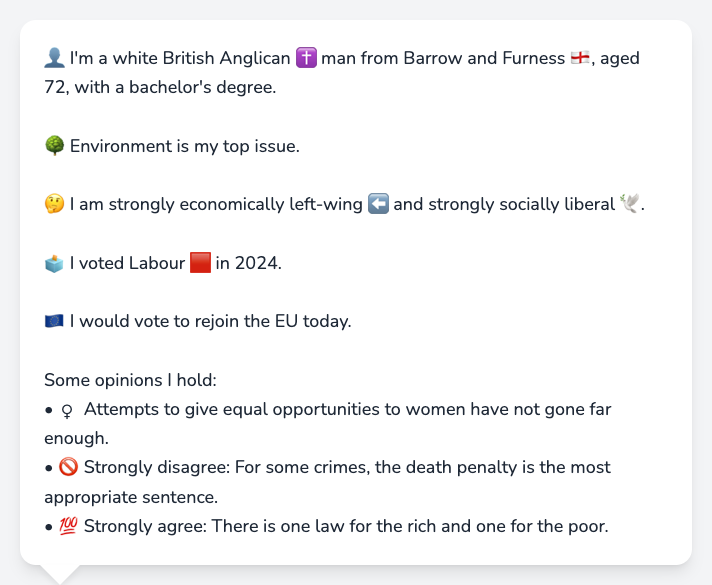 👤 I'm a white British Anglican ✝️ man from Barrow and Furness 🏴󠁧󠁢󠁥󠁮󠁧󠁿, aged
72, with a bachelor's degree.
🌳 Environment is my top issue.
🤔 I am strongly economically left-wing ⬅️ and strongly socially liberal 🕊️.
🗳️ I voted Labour 🟥 in 2024.
🇪🇺 I would vote to rejoin the EU today.
Some opinions I hold:
• ♀ Attempts to give equal opportunities to women have not gone far
enough.
• 🚫 Strongly disagree: For some crimes, the death penalty is the most
appropriate sentence.
• 💯 Strongly agree: There is one law for the rich and one for the poor.